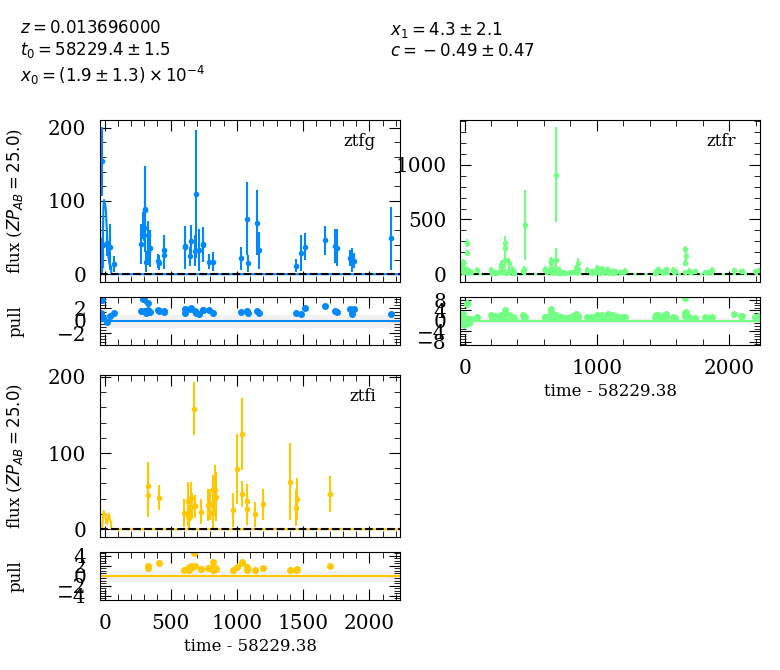 z = 0.013696000
t₀ = 58229.4 ± 1.5
x₀ = (1.9 ± 1.3) × 10⁻⁴
x₁ = 4.3 ± 2.1
c = −0.49 ± 0.47
flux (ZP_AB = 25.0)
200
100
0
ztfg
1000
500
0
ztfr
pull
2
0
−2
8
4
0
−4
−8
0
1000
2000
time - 58229.38
flux (ZP_AB = 25.0)
200
100
0
ztfi
pull
4
2
0
−2
−4
0
500
1000
1500
2000
time - 58229.38